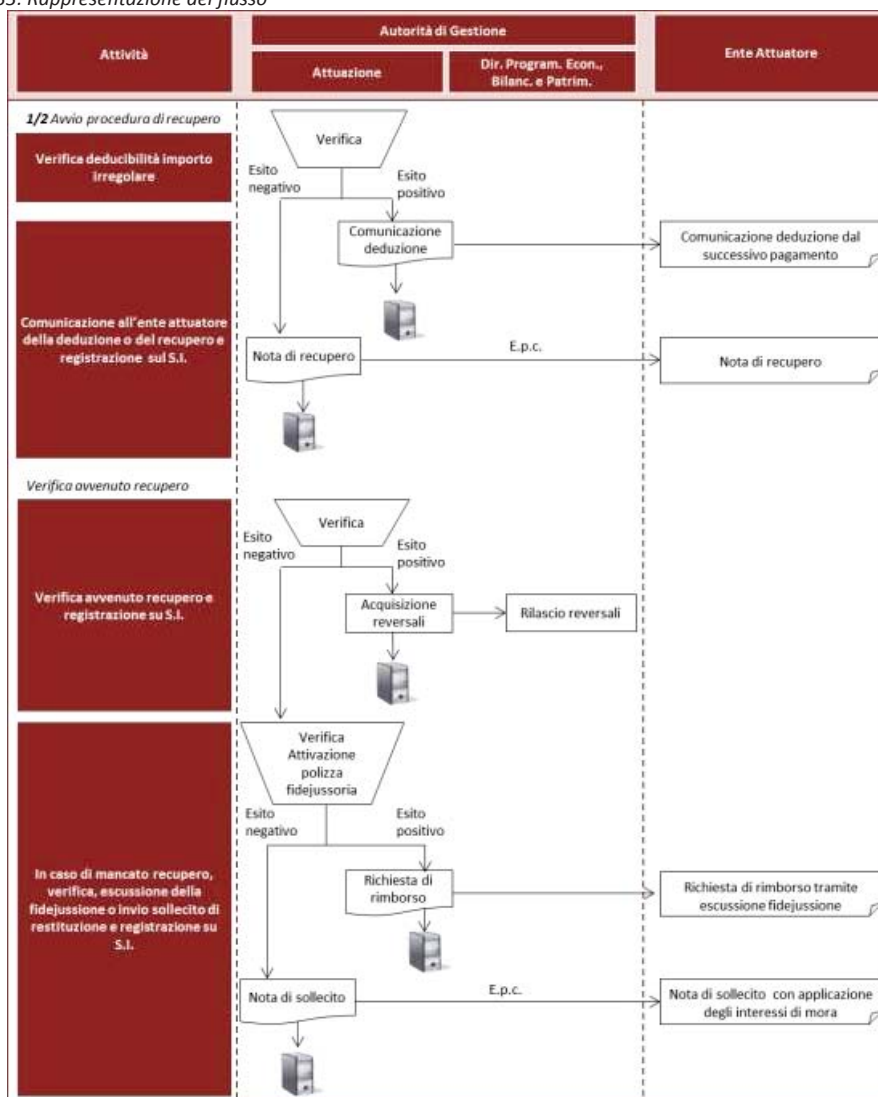 Rappresentazione del flusso
Attività
Autorità di Gestione
Attuazione
Dir. Program. Econ.,
Bilanc. e Patrim.
Ente Attuatore
1/2 Avvio procedura di recupero
Verifica deducibilità importo
irregolare
Verifica
Esito
negativo
Esito
positivo
Comunicazione
deduzione
Comunicazione deduzione dal
successivo pagamento
Comunicazione all'ente attuatore
della deduzione o del recupero e
registrazione sul S.I.
Nota di recupero
E.p.c.
Nota di recupero
Verifica avvenuto recupero
Verifica
Esito
negativo
Esito
positivo
Verifica avvenuto recupero e
registrazione su S.I.
Acquisizione
reversali
Rilascio reversali
Verifica
Attivazione
polizza
fidejussoria
Esito
negativo
Esito
positivo
In caso di mancato recupero,
verifica, escussione della
fidejussione o invio sollecito di
restituzione e registrazione su
S.I.
Richiesta di
rimborso
Richiesta di rimborso tramite
escussione fidejussione
Nota di sollecito
E.p.c.
Nota di sollecito con applicazione
degli interessi di mora